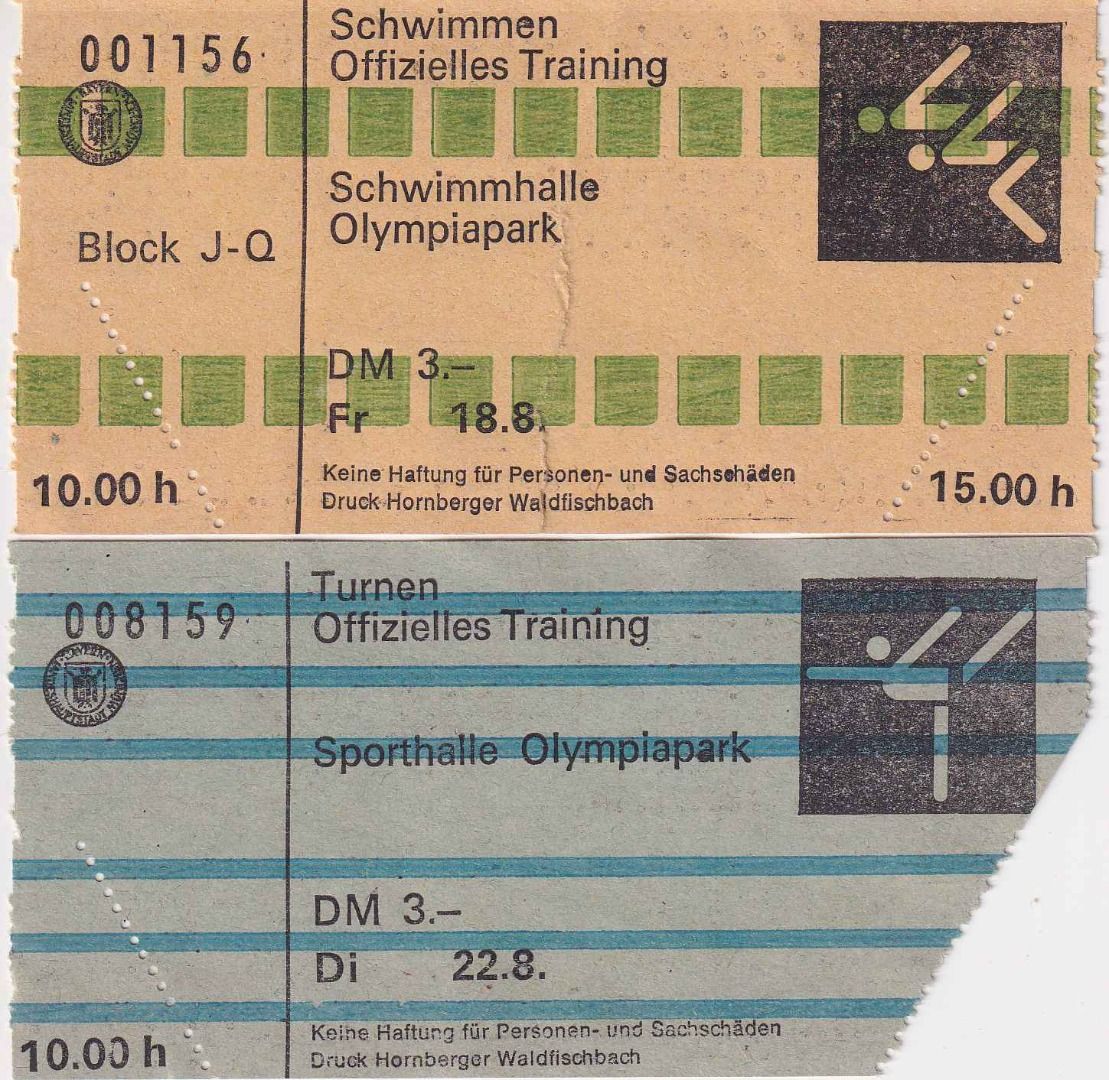 001156
Schwimmen
Offizielles Training
Schwimmhalle
Olympiapark
Block J-Q
DM 3.–
Fr 18.8.
10.00 h
Keine Haftung für Personen- und Sachschäden
Druck Hornberger Waldfischbach
15.00 h
008159
Turnen
Offizielles Training
Sporthalle Olympiapark
DM 3.–
Di 22.8.
10.00 h
Keine Haftung für Personen- und Sachschäden
Druck Hornberger Waldfischbach